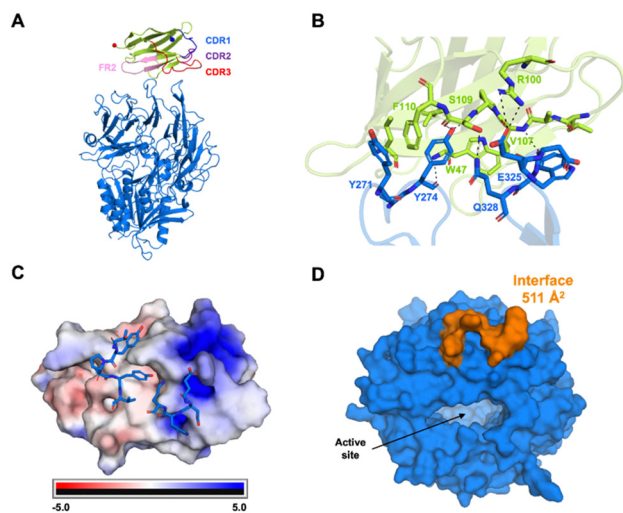 A
CDR1
FR2
CDR2
CDR3
B
R100
S109
F110
V107
W47
E325
Y271
Y274
Q328
C
-5.0
5.0
D
Interface
511 Å²
Active
site